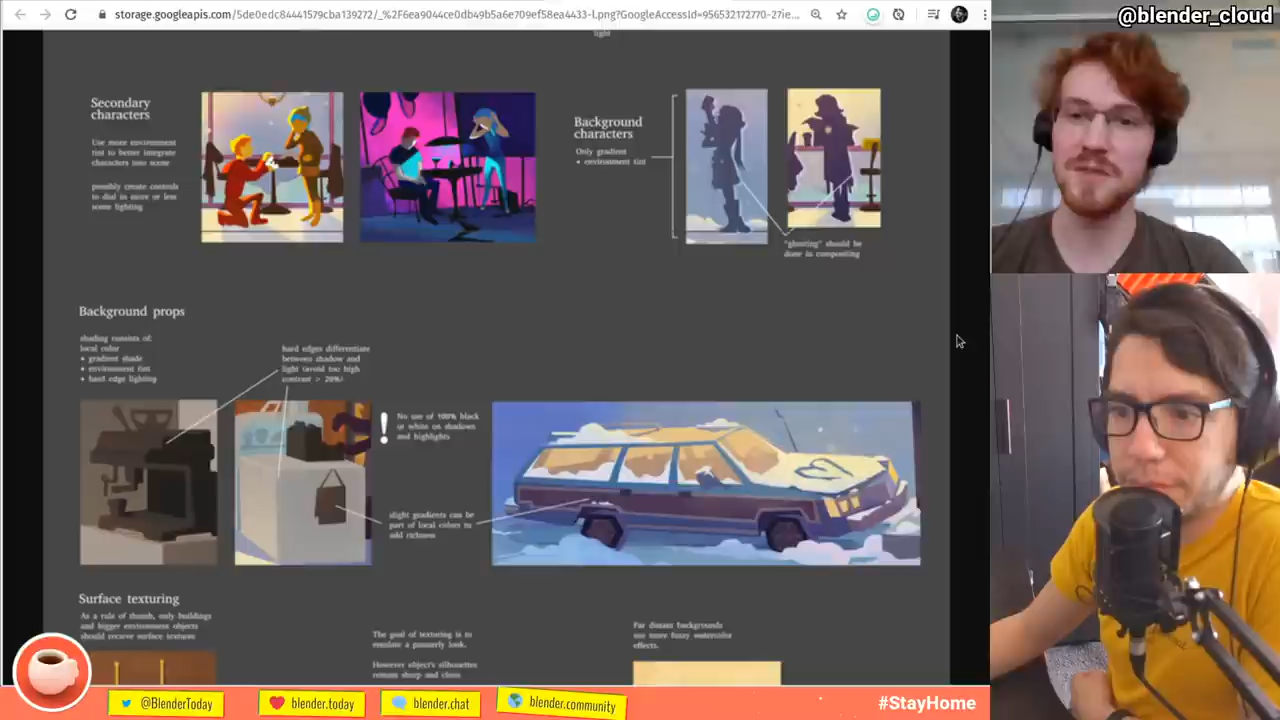 storage.googleapis.com/5de0edc84441579cba139272/_%2F6ea9044ce0db49b5a6e709ef58ea4433-l.png?GoogleAccessId=956532172770-27ie...
@blender_cloud
light
Secondary
characters
Use more environment
tint to better integrate
characters into scene
possibly create controls
to dial in more or less
scene lighting
Background
characters
Only gradient
+ environment tint
"ghosting" should be
done in compositing
Background props
shading consists of:
local color
+ gradient shade
+ environment tint
+ hard edge lighting
hard edges differentiate
between shadow and
light (avoid too high
contrast > 20%)
! No use of 100% black
or white on shadows
and highlights
slight gradients can be
part of local colors to
add richness
Surface texturing
As a rule of thumb, only buildings
and bigger environment objects
should recieve surface textures
The goal of texturing is to
emulate a painterly look.
However object's silhouettes
remain sharp and clean
Far distant backgrounds
use more fuzzy watercolor
effects.
@BlenderToday
blender.today
blender.chat
blender.community
#StayHome